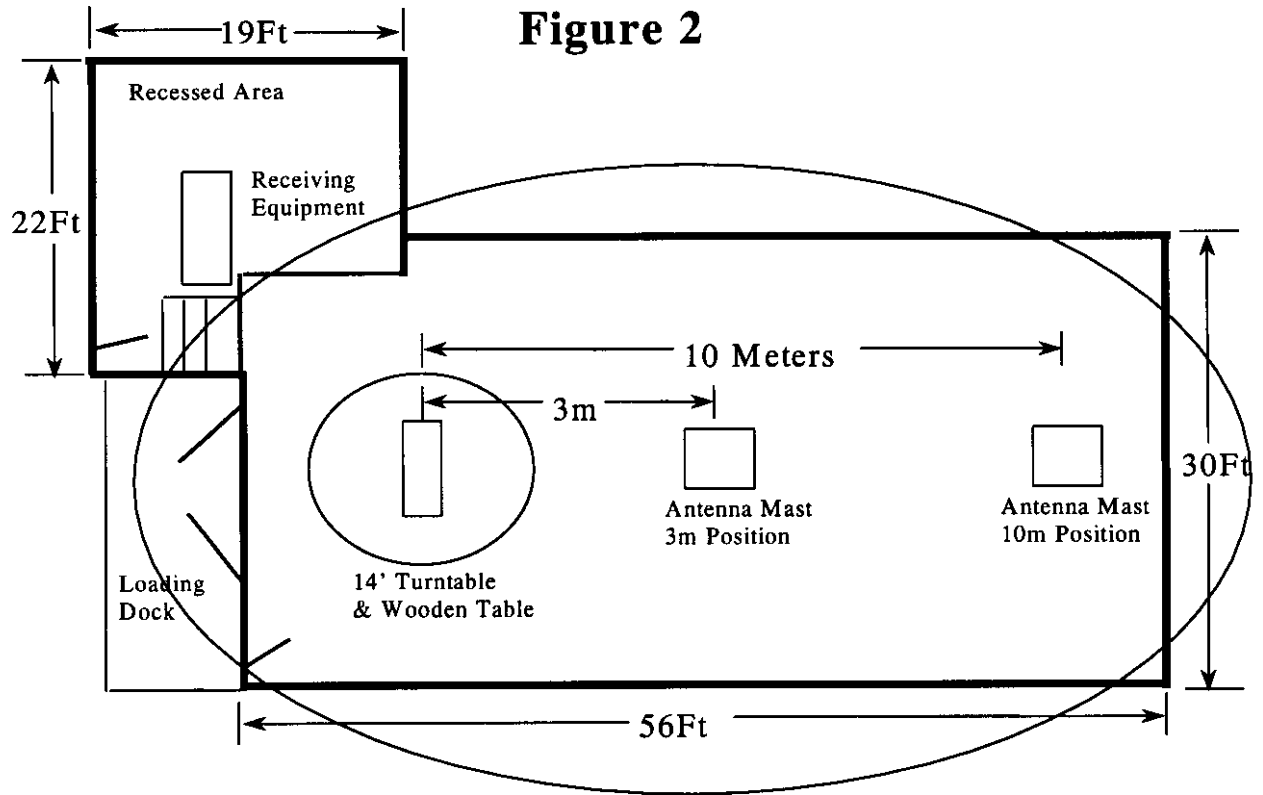 Figure 2
19Ft
Recessed Area
Receiving
Equipment
22Ft
10 Meters
3m
30Ft
Antenna Mast
3m Position
Antenna Mast
10m Position
14' Turntable
& Wooden Table
Loading
Dock
56Ft